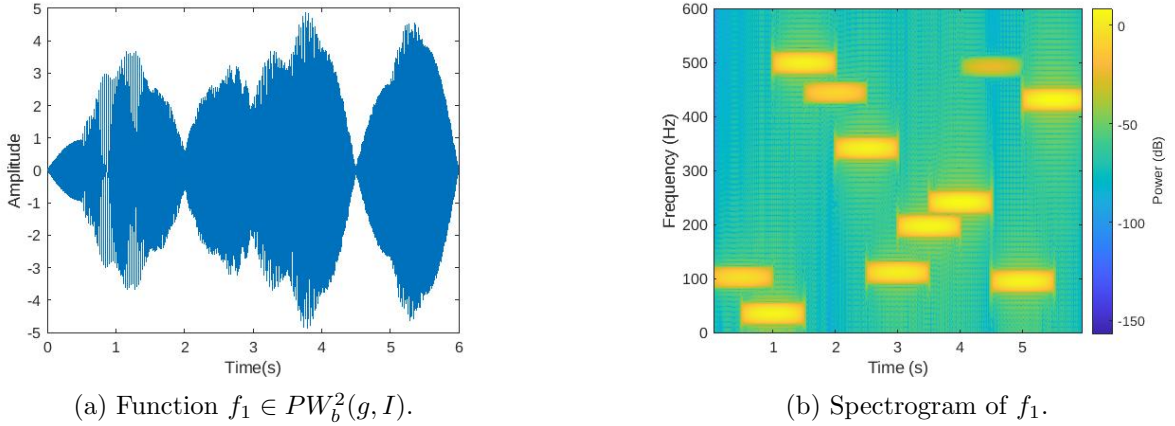 5
4
3
2
1
0
-1
-2
-3
-4
-5
Amplitude
0 1 2 3 4 5 6
Time(s)
(a) Function f₁ ∈ PW²_b(g, I).
600
500
400
300
200
100
0
Frequency (Hz)
1 2 3 4 5
Time (s)
0
-50
-100
-150
Power (dB)
(b) Spectrogram of f₁.